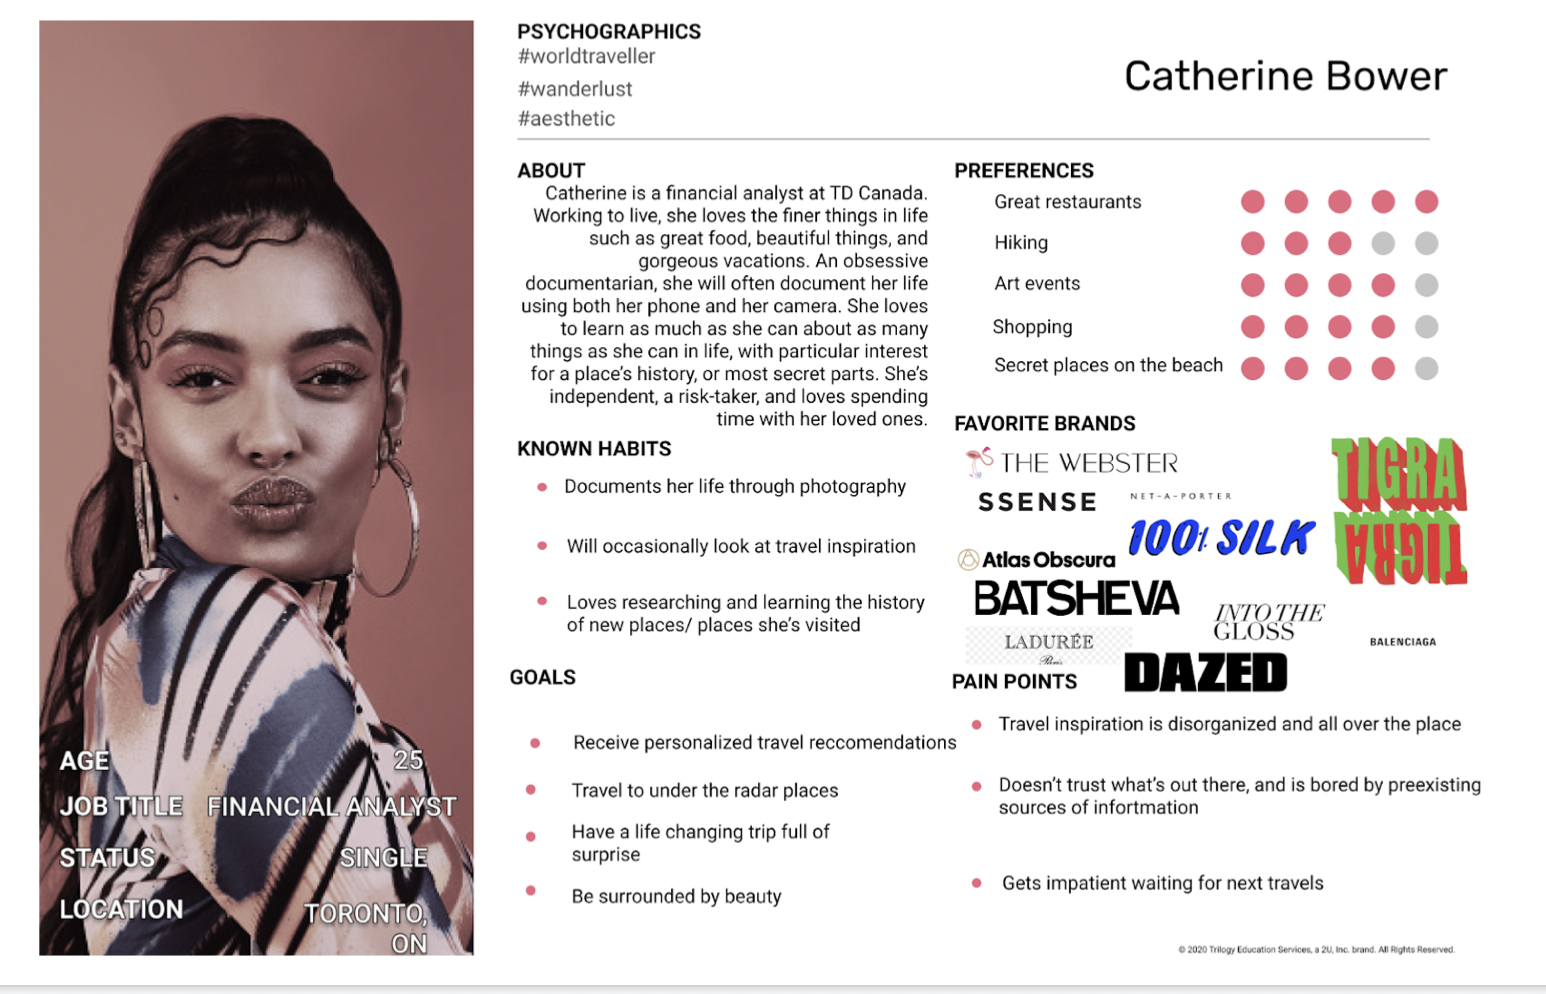 PSYCHOGRAPHICS
#worldtraveller
#wanderlust
#aesthetic
Catherine Bower
ABOUT
Catherine is a financial analyst at TD Canada.
Working to live, she loves the finer things in life
such as great food, beautiful things, and
gorgeous vacations. An obsessive
documentarian, she will often document her life
using both her phone and her camera. She loves
to learn as much as she can about as many
things as she can in life, with particular interest
for a place's history, or most secret parts. She's
independent, a risk-taker, and loves spending
time with her loved ones.
KNOWN HABITS
Documents her life through photography
Will occasionally look at travel inspiration
Loves researching and learning the history
of new places/ places she's visited
GOALS
Receive personalized travel reccomendations
Travel to under the radar places
Have a life changing trip full of
surprise
Be surrounded by beauty
PREFERENCES
Great restaurants
Hiking
Art events
Shopping
Secret places on the beach
FAVORITE BRANDS
THE WEBSTER
SSENSE
NET-A-PORTER
TIGRA
TIGRA
100% SILK
Atlas Obscura
BATSHEVA
INTO THE
GLOSS
LADURÉE
Paris
BALENCIAGA
DAZED
PAIN POINTS
Travel inspiration is disorganized and all over the place
Doesn't trust what's out there, and is bored by preexisting
sources of infortmation
Gets impatient waiting for next travels
AGE 25
JOB TITLE FINANCIAL ANALYST
STATUS SINGLE
LOCATION TORONTO,
ON
© 2020 Trilogy Education Services, a 2U, Inc. brand. All Rights Reserved.